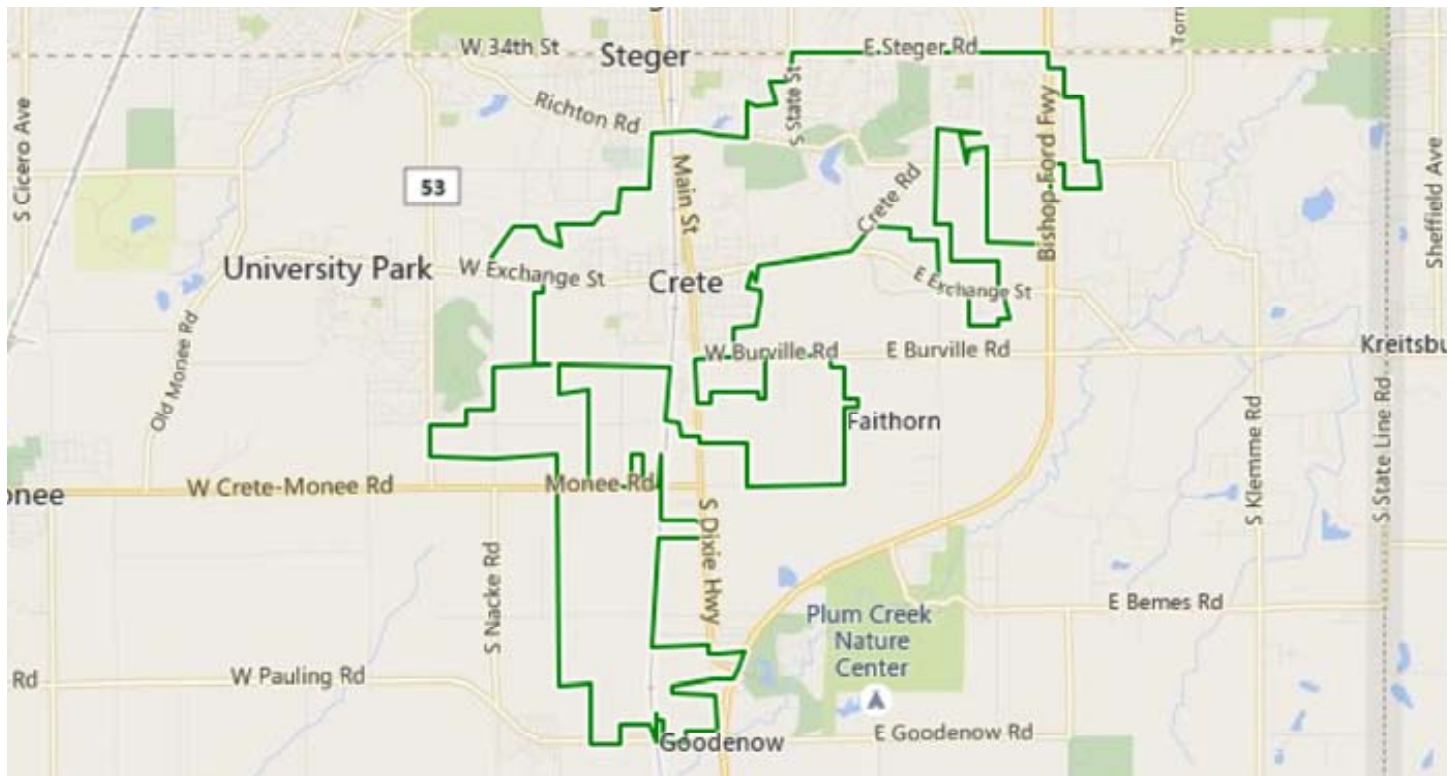 W 34th St
E Steger Rd
Steger
S Cicero Ave
Richton Rd
S State St
Bishop Ford Fwy
Sheffield Ave
53
Main St
Crete Rd
University Park
W Exchange St
Crete
E Exchange St
Old Monee Rd
W Burville Rd
E Burville Rd
Kreitsbu
Faithorn
S Klemme Rd
S State Line Rd
onee
W Crete-Monee Rd
Monee Rd
S Dixie Hwy
S Nacke Rd
E Bemes Rd
Plum Creek
Nature
Center
Rd
W Pauling Rd
Goodenow
E Goodenow Rd